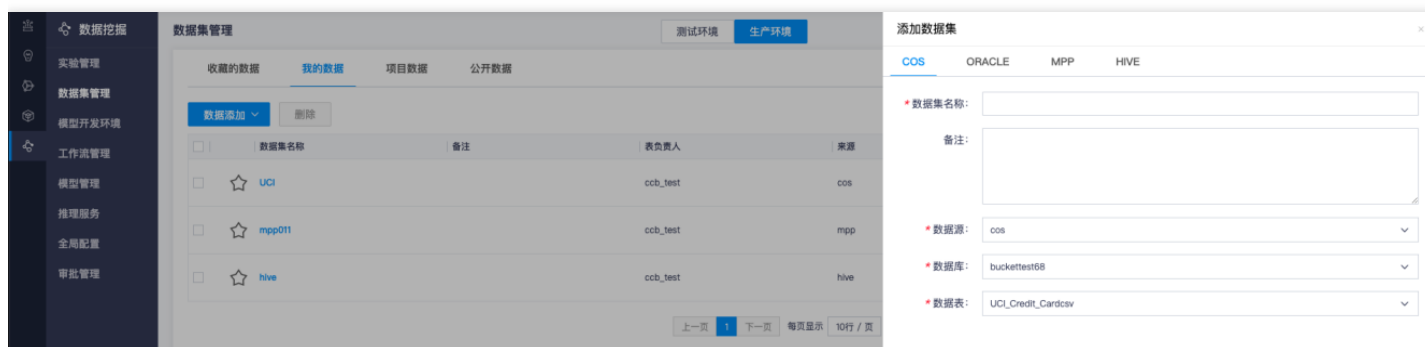 数据挖掘
实验管理
数据集管理
模型开发环境
工作流管理
模型管理
推理服务
全局配置
审批管理
数据集管理
测试环境 生产环境
收藏的数据 我的数据 项目数据 公开数据
数据添加 删除
数据集名称 备注 表负责人 来源
UCI ccb_test cos
mpp011 ccb_test mpp
hive ccb_test hive
上一页 1 下一页 每页显示 10行 / 页
添加数据集 ×
COS ORACLE MPP HIVE
* 数据集名称:
备注:
* 数据源: cos
* 数据库: buckettest68
* 数据表: UCI_Credit_Cardcsv